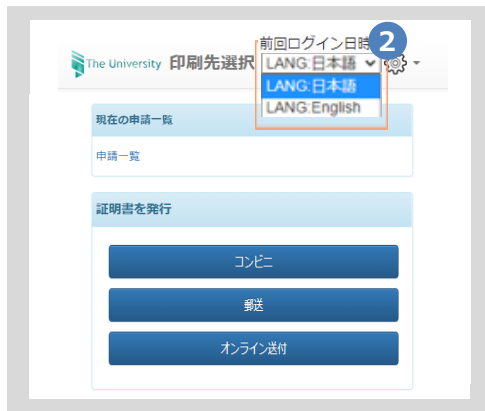 前回ログイン日時
2
The University 印刷先選択 LANG:日本語
LANG:日本語
LANG:English
現在の申請一覧
申請一覧
証明書を発行
コンビニ
郵送
オンライン送付